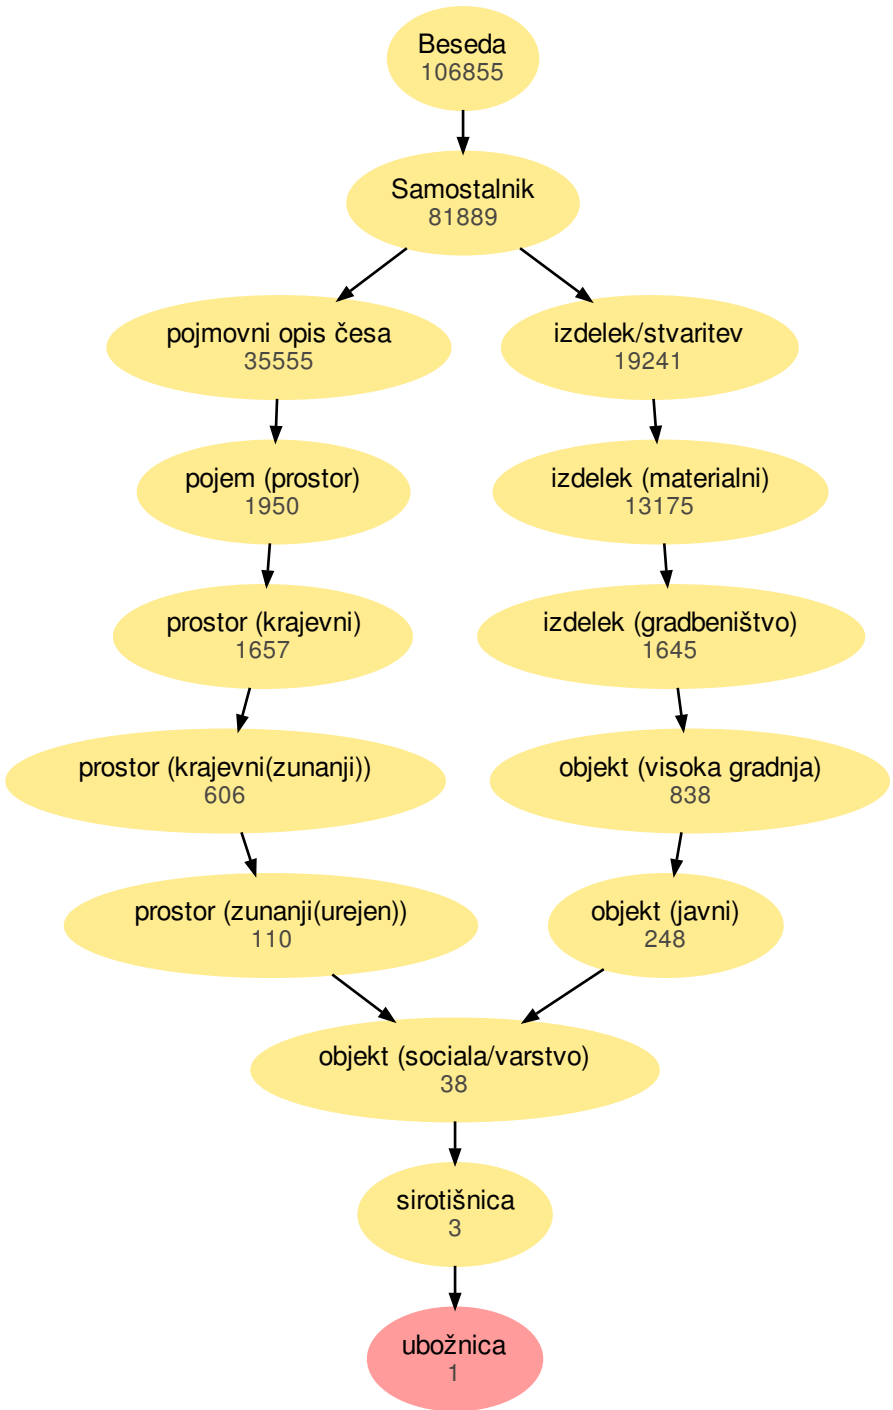 Beseda
106855
Samostalnik
81889
pojmovni opis česa
35555
izdelek/stvaritev
19241
pojem (prostor)
1950
izdelek (materialni)
13175
prostor (krajevni)
1657
izdelek (gradbeništvo)
1645
prostor (krajevni(zunanji))
606
objekt (visoka gradnja)
838
prostor (zunanji(urejen))
110
objekt (javni)
248
objekt (sociala/varstvo)
38
sirotišnica
3
ubožnica
1